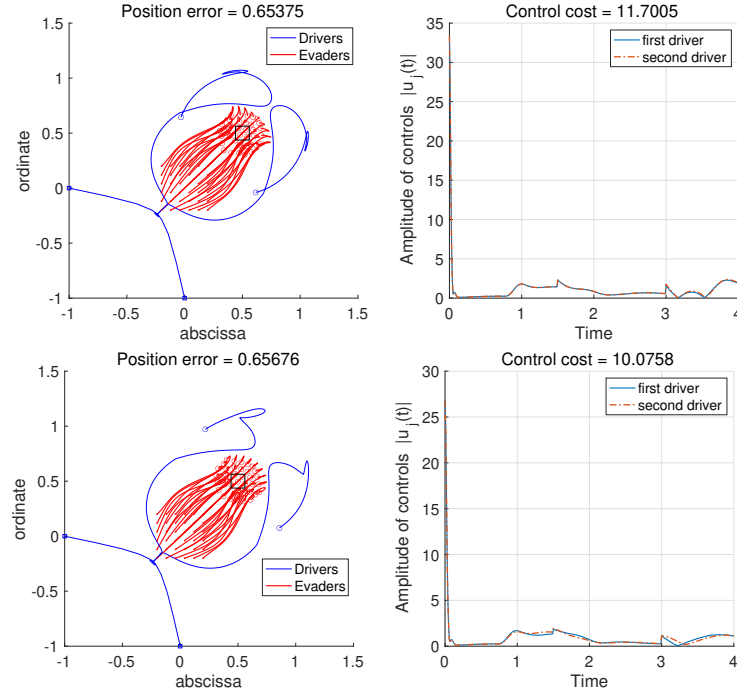 Position error = 0.65375
Control cost = 11.7005
Drivers
Evaders
first driver
second driver
1.5
1
0.5
0
-0.5
-1
ordinate
-1
-0.5
0
0.5
1
1.5
abscissa
35
30
25
20
15
10
5
0
Amplitude of controls |u_j(t)|
0
1
2
3
4
Time
Position error = 0.65676
Control cost = 10.0758
first driver
second driver
Drivers
Evaders
1.5
1
0.5
0
-0.5
-1
ordinate
-1
-0.5
0
0.5
1
1.5
abscissa
30
25
20
15
10
5
0
Amplitude of controls |u_j(t)|
0
1
2
3
4
Time